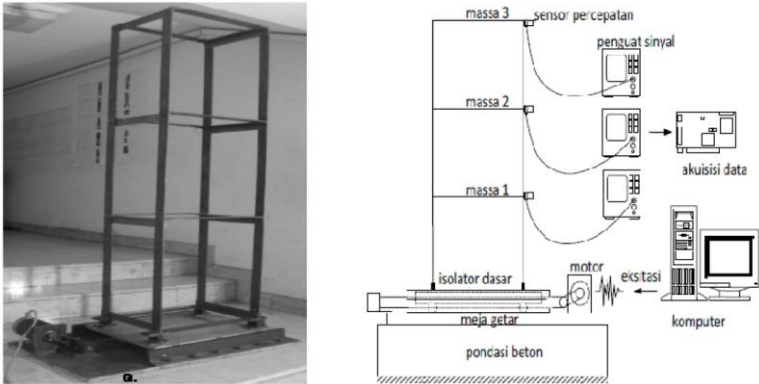 a.
massa 3
sensor percepatan
penguat sinyal
massa 2
akuisisi data
massa 1
isolator dasar
motor
eksitasi
meja getar
komputer
pondasi beton